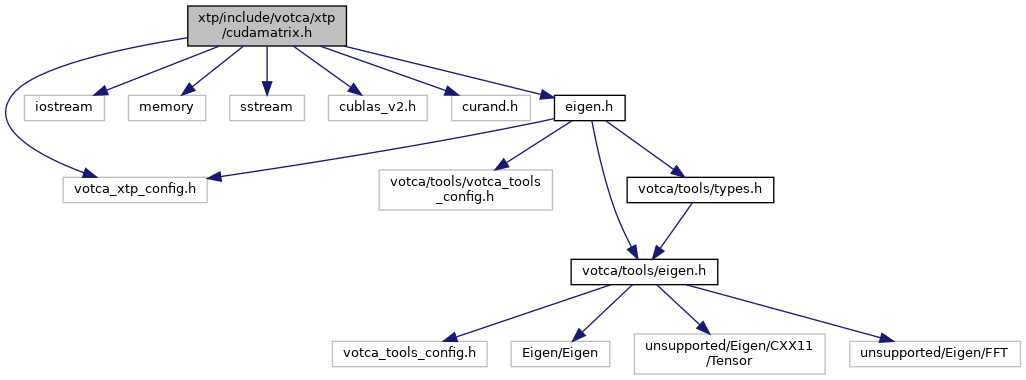 xtp/include/votca/xtp
/cudamatrix.h
iostream
memory
sstream
cublas_v2.h
curand.h
eigen.h
votca_xtp_config.h
votca/tools/votca_tools
_config.h
votca/tools/types.h
votca/tools/eigen.h
votca_tools_config.h
Eigen/Eigen
unsupported/Eigen/CXX11
/Tensor
unsupported/Eigen/FFT